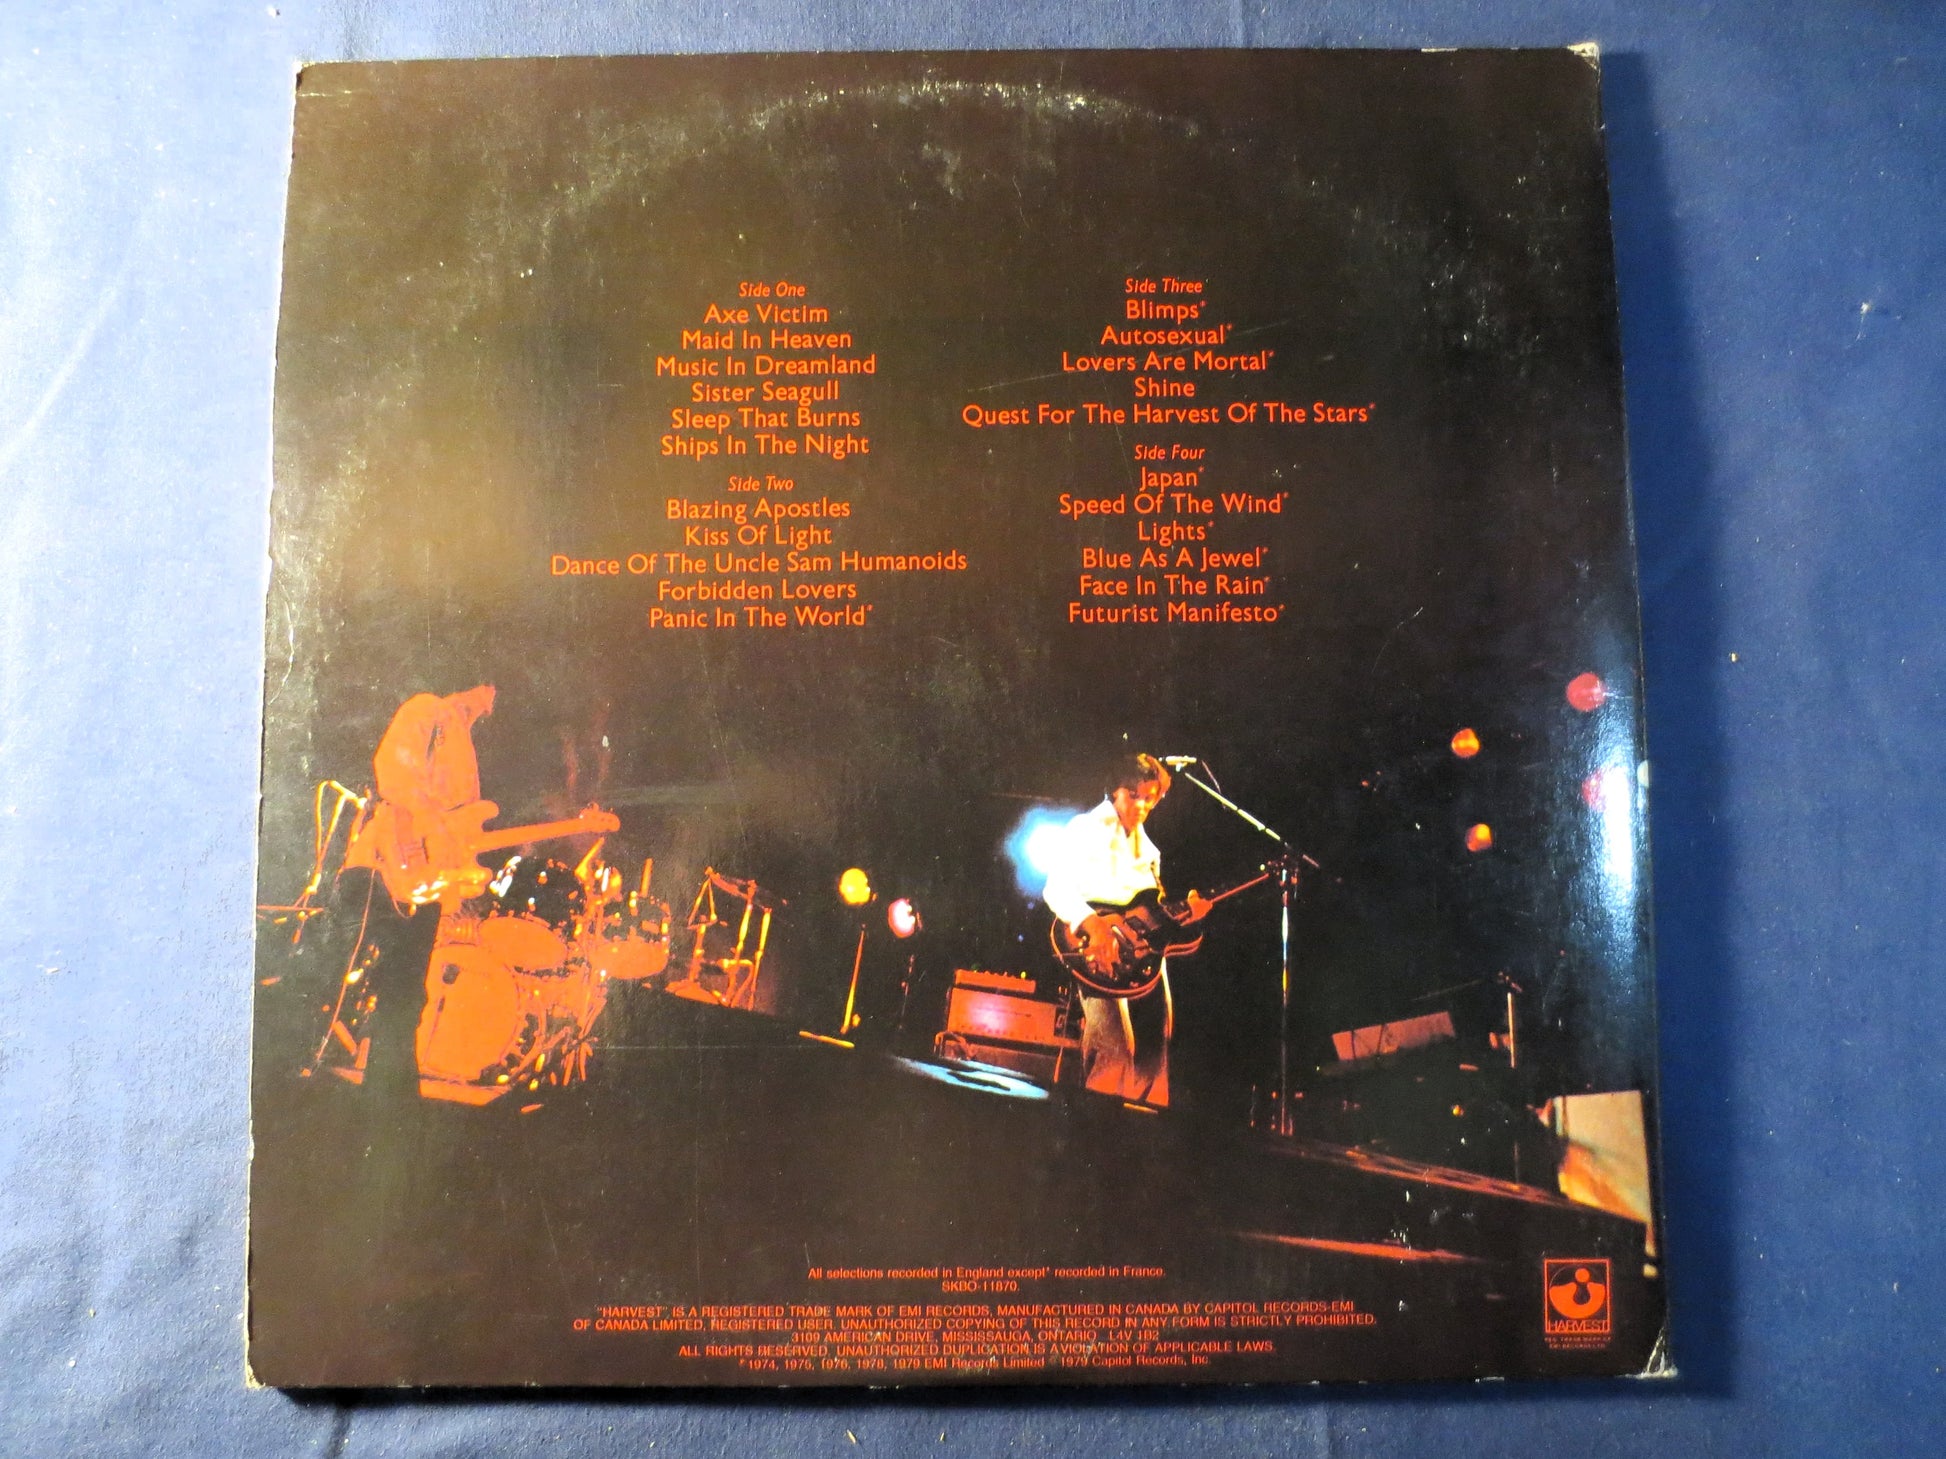 Side One
Axe Victim
Maid In Heaven
Music In Dreamland
Sister Seagull
Sleep That Burns
Ships In The Night
Side Two
Blazing Apostles
Kiss Of Light
Dance Of The Uncle Sam Humanoids
Forbidden Lovers
Panic In The World*
Side Three
Blimps*
Autosexual*
Lovers Are Mortal*
Shine
Quest For The Harvest Of The Stars*
Side Four
Japan*
Speed Of The Wind*
Lights*
Blue As A Jewel*
Face In The Rain*
Futurist Manifesto*
All selections recorded in England except* recorded in France.
SKBO-11870.
"HARVEST" IS A REGISTERED TRADE MARK OF EMI RECORDS, MANUFACTURED IN CANADA BY CAPITOL RECORDS-EMI
OF CANADA LIMITED, REGISTERED USER. UNAUTHORIZED COPYING OF THIS RECORD IN ANY FORM IS STRICTLY PROHIBITED.
3109 AMERICAN DRIVE, MISSISSAUGA, ONTARIO L4V 1B2
ALL RIGHTS RESERVED. UNAUTHORIZED DUPLICATION IS A VIOLATION OF APPLICABLE LAWS.
1974, 1975, 1976, 1978, 1979 EMI Records Limited 1979 Capitol Records, Inc.
HARVEST
REG. TRADE MARK OF
EMI RECORDS LTD.